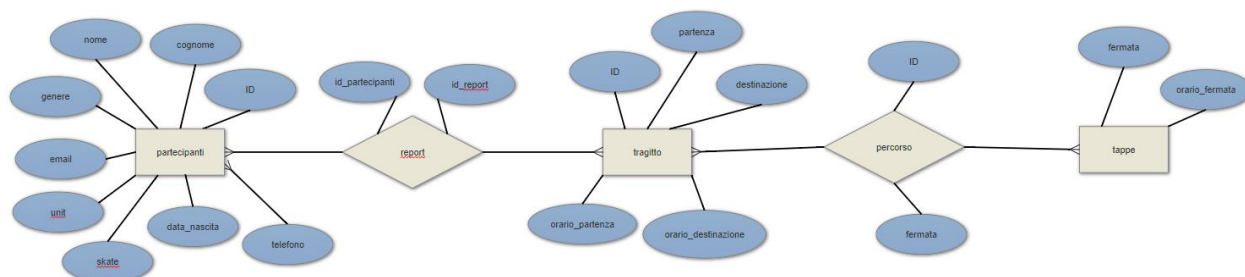 nome
cognome
genere
ID
email
partecipanti
unit
skate
data_nascita
telefono
id_partecipanti
id_report
report
ID
partenza
destinazione
tragitto
orario_partenza
orario_destinazione
ID
percorso
fermata
fermata
orario_fermata
tappe